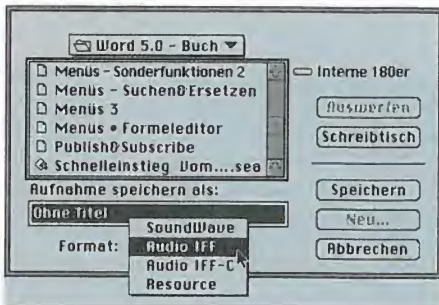 Word 5.0 - Buch
Menüs - Sonderfunktionen 2
Menüs - Suchen&Ersetzen
Menüs 3
Menüs • Formeleditor
Publish&Subscribe
Schnelleinstieg Vom....sea
Interne 180er
Auswerfen
Schreibtisch
Aufnahme speichern als:
Ohne Titel
Speichern
Neu...
Abbrechen
Format:
SoundWave
Audio IFF
Audio IFF-C
Resource